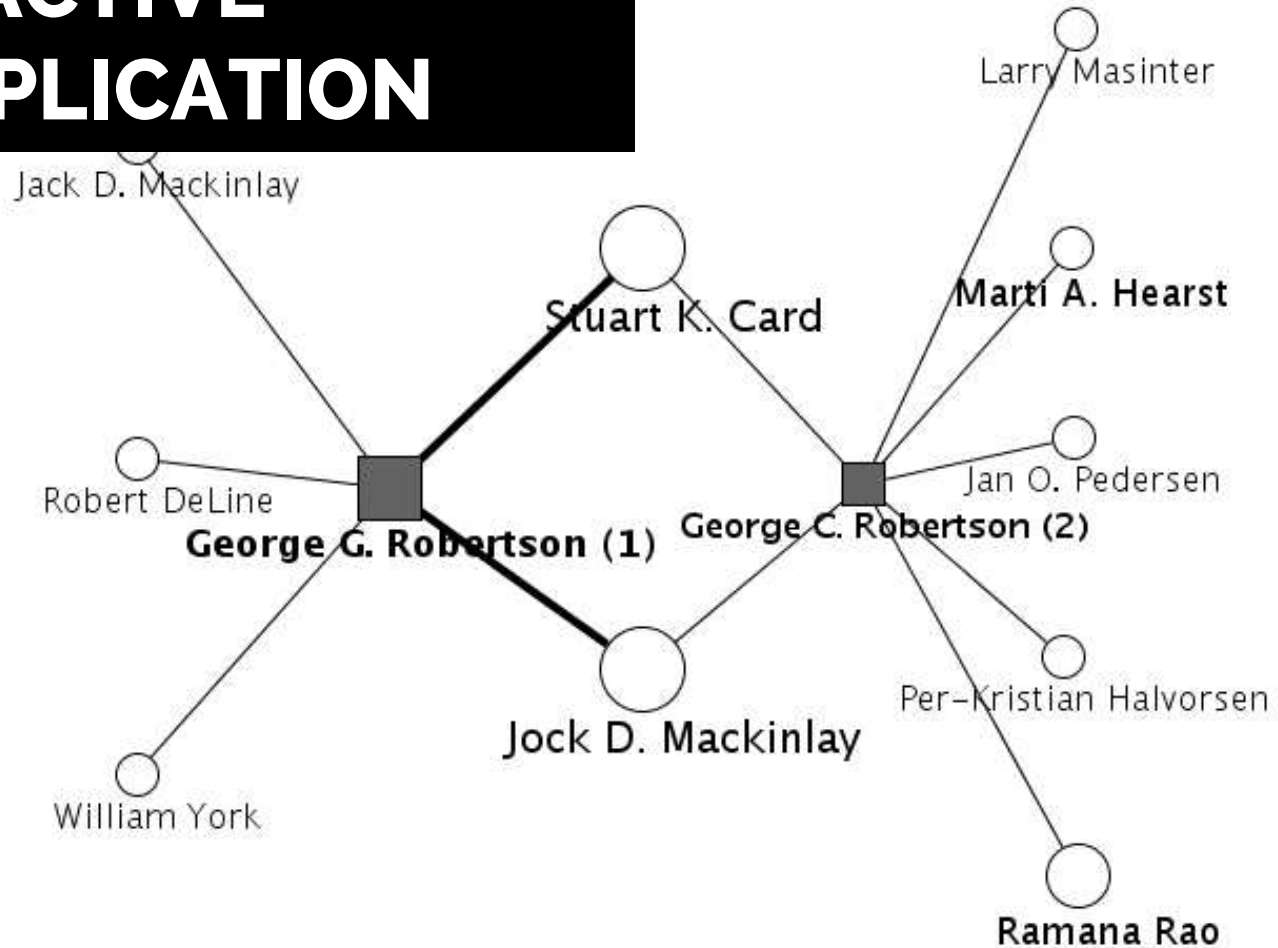 ACTIVE
PLICATION
Larry Masinter
Jack D. Mackinlay
Marti A. Hearst
Stuart K. Card
Jan O. Pedersen
Robert DeLine
George G. Robertson (1)
George C. Robertson (2)
Per-Kristian Halvorsen
Jock D. Mackinlay
William York
Ramana Rao